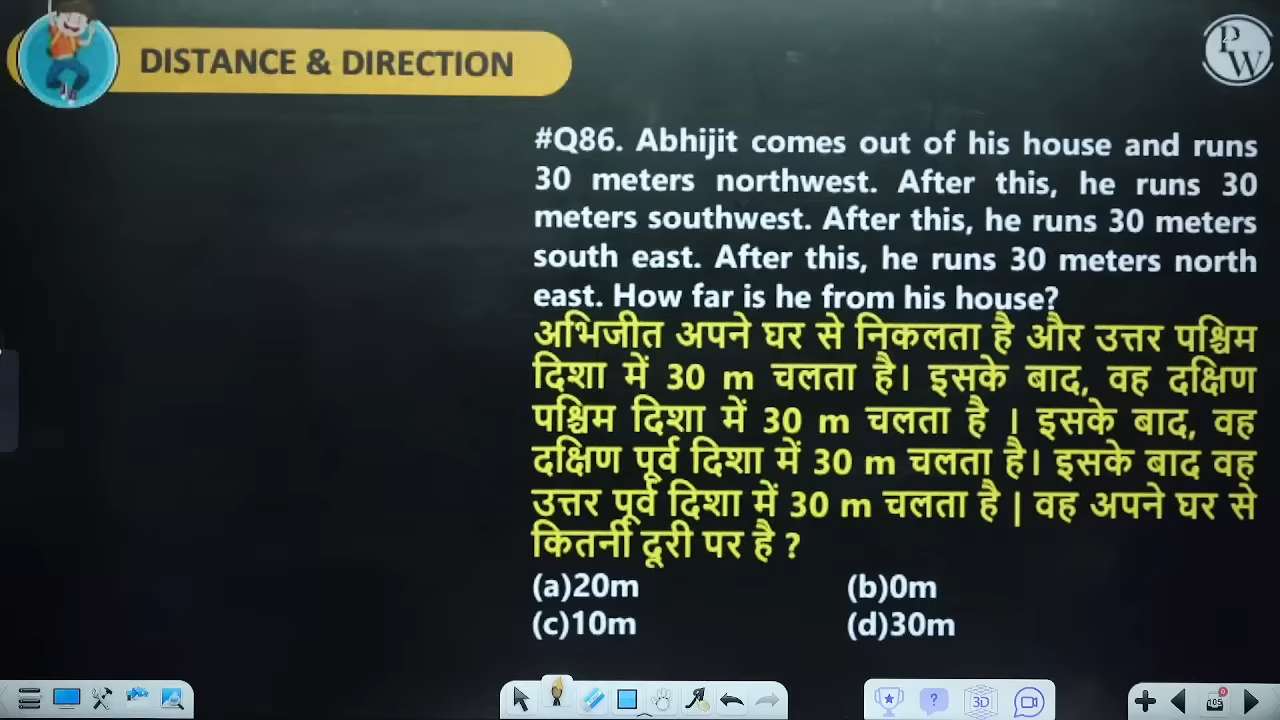 DISTANCE & DIRECTION
PW
#Q86. Abhijit comes out of his house and runs
30 meters northwest. After this, he runs 30
meters southwest. After this, he runs 30 meters
south east. After this, he runs 30 meters north
east. How far is he from his house?
अभिजीत अपने घर से निकलता है और उत्तर पश्चिम
दिशा में 30 m चलता है। इसके बाद, वह दक्षिण
पश्चिम दिशा में 30 m चलता है । इसके बाद, वह
दक्षिण पूर्व दिशा में 30 m चलता है। इसके बाद वह
उत्तर पूर्व दिशा में 30 m चलता है | वह अपने घर से
कितनी दूरी पर है ?
(a)20m (b)0m
(c)10m (d)30m
3D
105